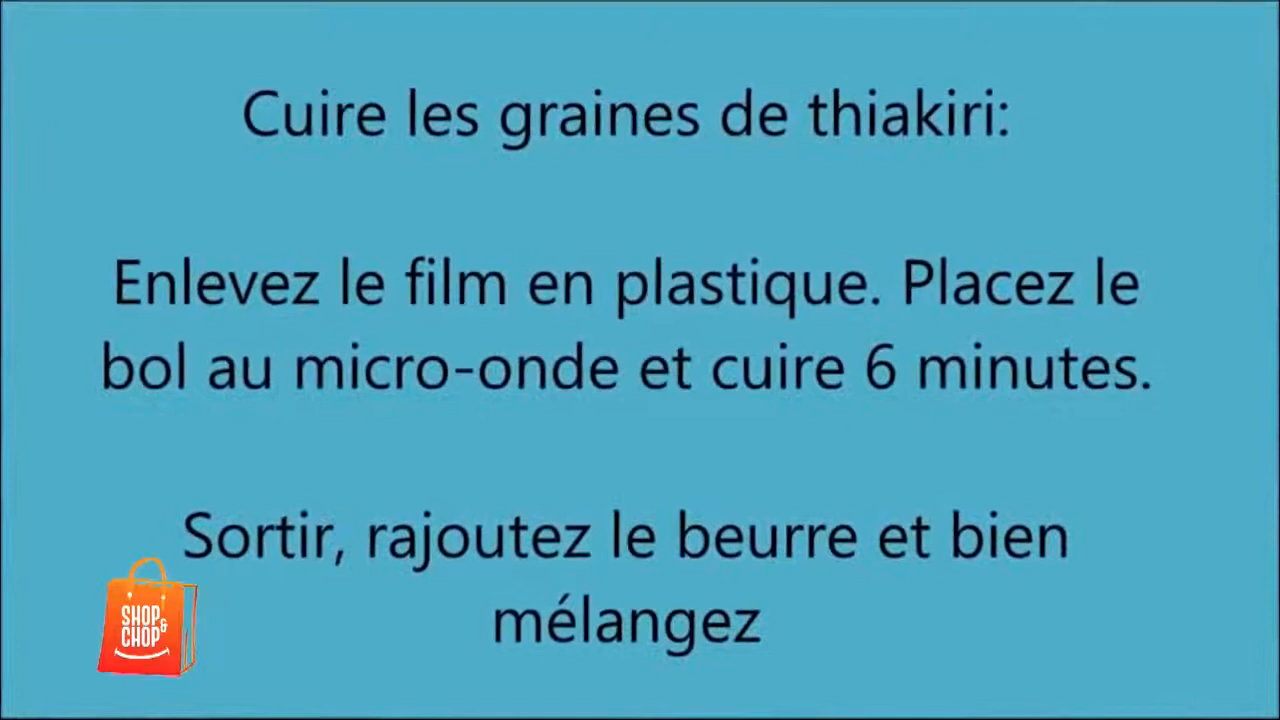 Cuire les graines de thiakiri:
Enlevez le film en plastique. Placez le
bol au micro-onde et cuire 6 minutes.
Sortir, rajoutez le beurre et bien
mélangez
SHOP
&
CHOP